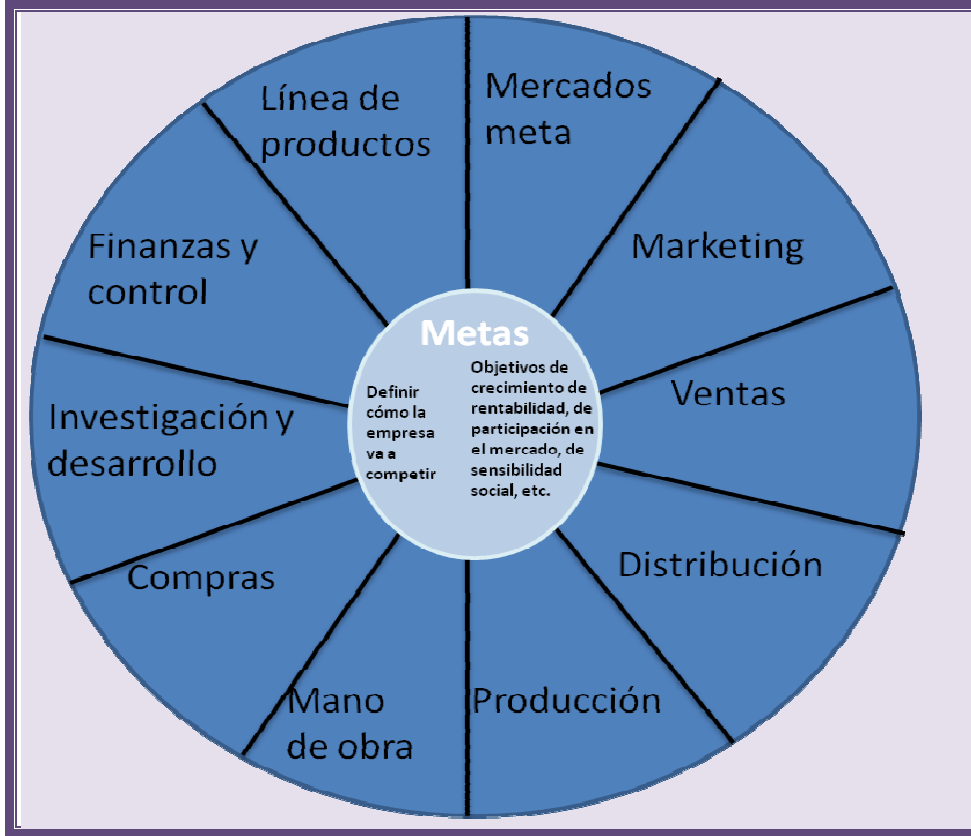 Línea de
productos
Mercados
meta
Marketing
Ventas
Distribución
Producción
Mano
de obra
Compras
Investigación y
desarrollo
Finanzas y
control
Metas
Definir
cómo la
empresa
va a
competir
Objetivos de
crecimiento de
rentabilidad, de
participación en
el mercado, de
sensibilidad
social, etc.